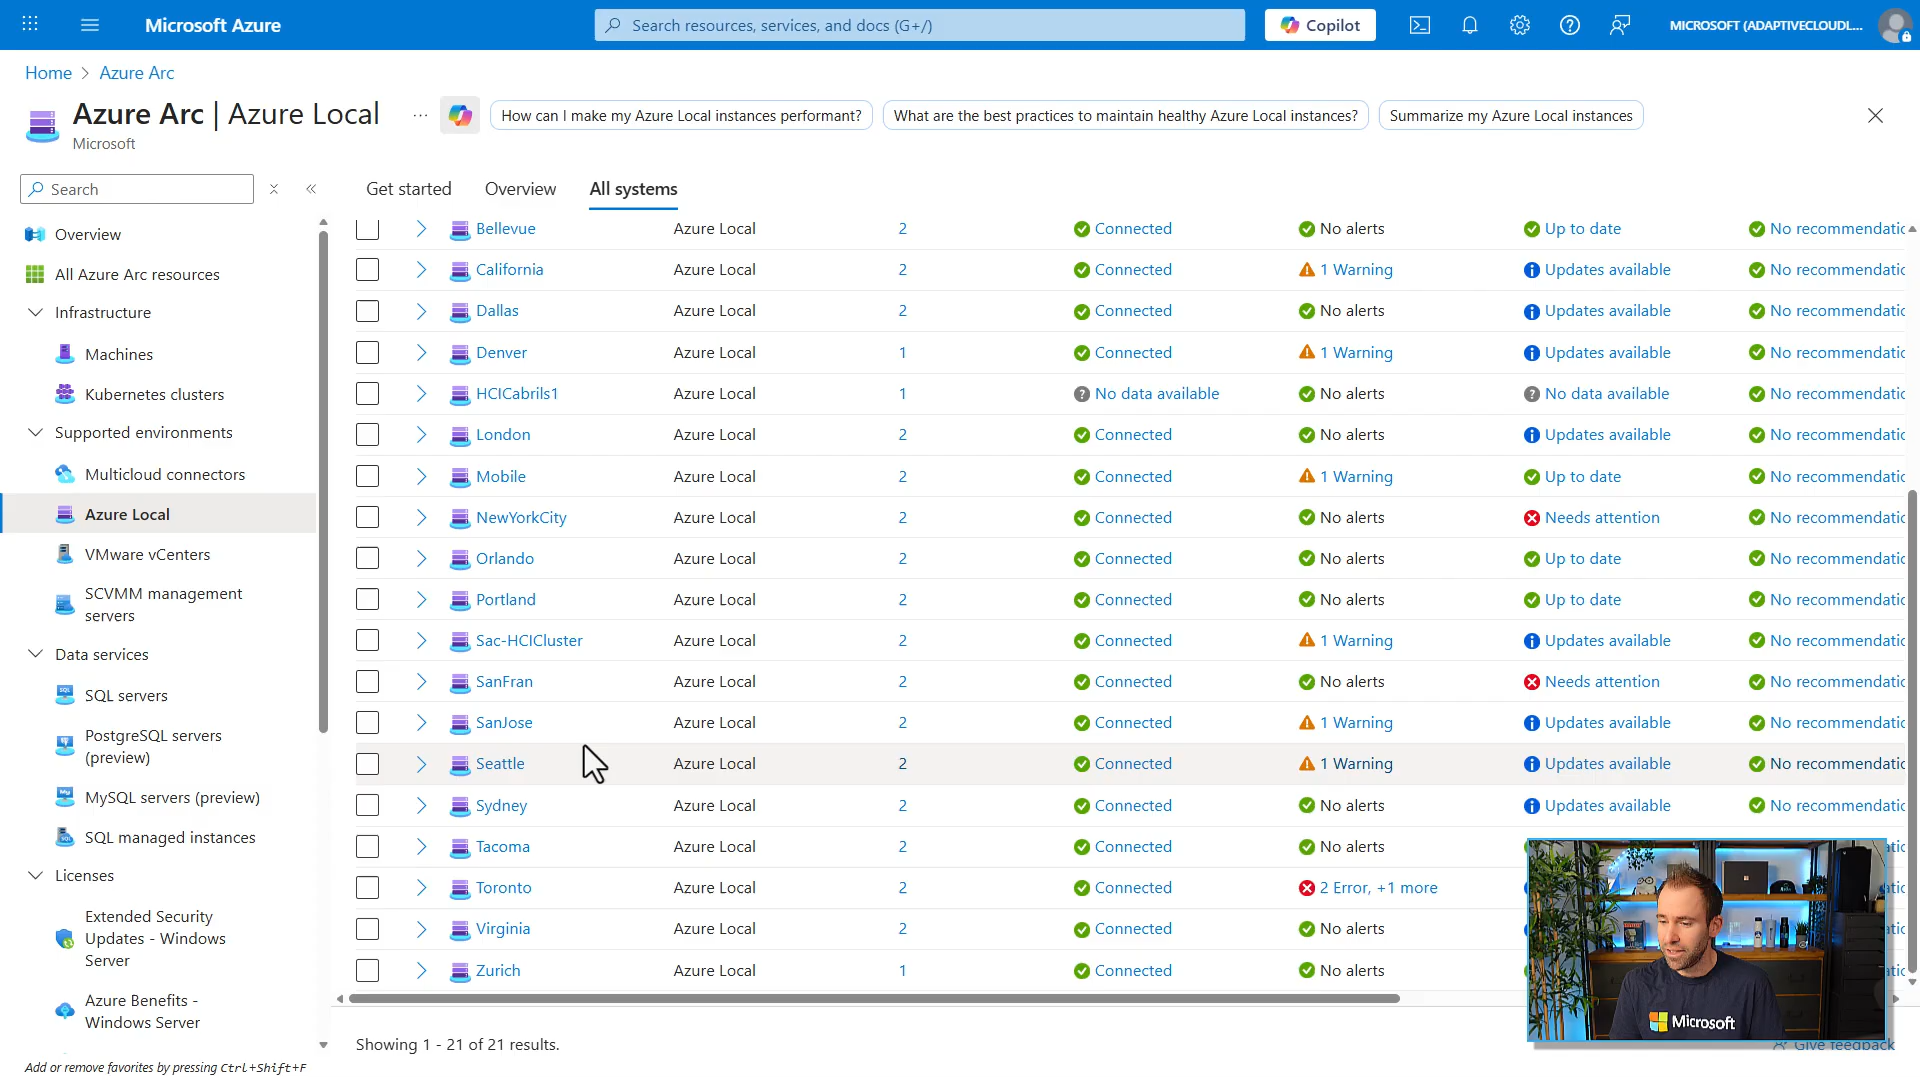 Microsoft Azure
Search resources, services, and docs (G+/)
Copilot
MICROSOFT (ADAPTIVECLOUDL...
Home > Azure Arc
Azure Arc | Azure Local
...
How can I make my Azure Local instances performant?
What are the best practices to maintain healthy Azure Local instances?
Summarize my Azure Local instances
Microsoft
Search
Overview
All Azure Arc resources
Infrastructure
Machines
Kubernetes clusters
Supported environments
Multicloud connectors
Azure Local
VMware vCenters
SCVMM management
servers
Data services
SQL servers
PostgreSQL servers
(preview)
MySQL servers (preview)
SQL managed instances
Licenses
Extended Security
Updates - Windows
Server
Azure Benefits -
Windows Server
Add or remove favorites by pressing Ctrl+Shift+F
Get started Overview All systems
Bellevue Azure Local 2 Connected No alerts Up to date No recommendatic
California Azure Local 2 Connected 1 Warning Updates available No recommendatic
Dallas Azure Local 2 Connected No alerts Updates available No recommendatic
Denver Azure Local 1 Connected 1 Warning Updates available No recommendatic
HCICabrils1 Azure Local 1 No data available No alerts No data available No recommendatic
London Azure Local 2 Connected No alerts Updates available No recommendatic
Mobile Azure Local 2 Connected 1 Warning Up to date No recommendatic
NewYorkCity Azure Local 2 Connected No alerts Needs attention No recommendatic
Orlando Azure Local 2 Connected No alerts Up to date No recommendatic
Portland Azure Local 2 Connected No alerts Up to date No recommendatic
Sac-HCICluster Azure Local 2 Connected 1 Warning Updates available No recommendatic
SanFran Azure Local 2 Connected No alerts Needs attention No recommendatic
SanJose Azure Local 2 Connected 1 Warning Updates available No recommendatic
Seattle Azure Local 2 Connected 1 Warning Updates available No recommendatic
Sydney Azure Local 2 Connected No alerts Updates available No recommendatic
Tacoma Azure Local 2 Connected No alerts
Toronto Azure Local 2 Connected 2 Error, +1 more
Virginia Azure Local 2 Connected No alerts
Zurich Azure Local 1 Connected No alerts
Showing 1 - 21 of 21 results.
Microsoft
Give feedback